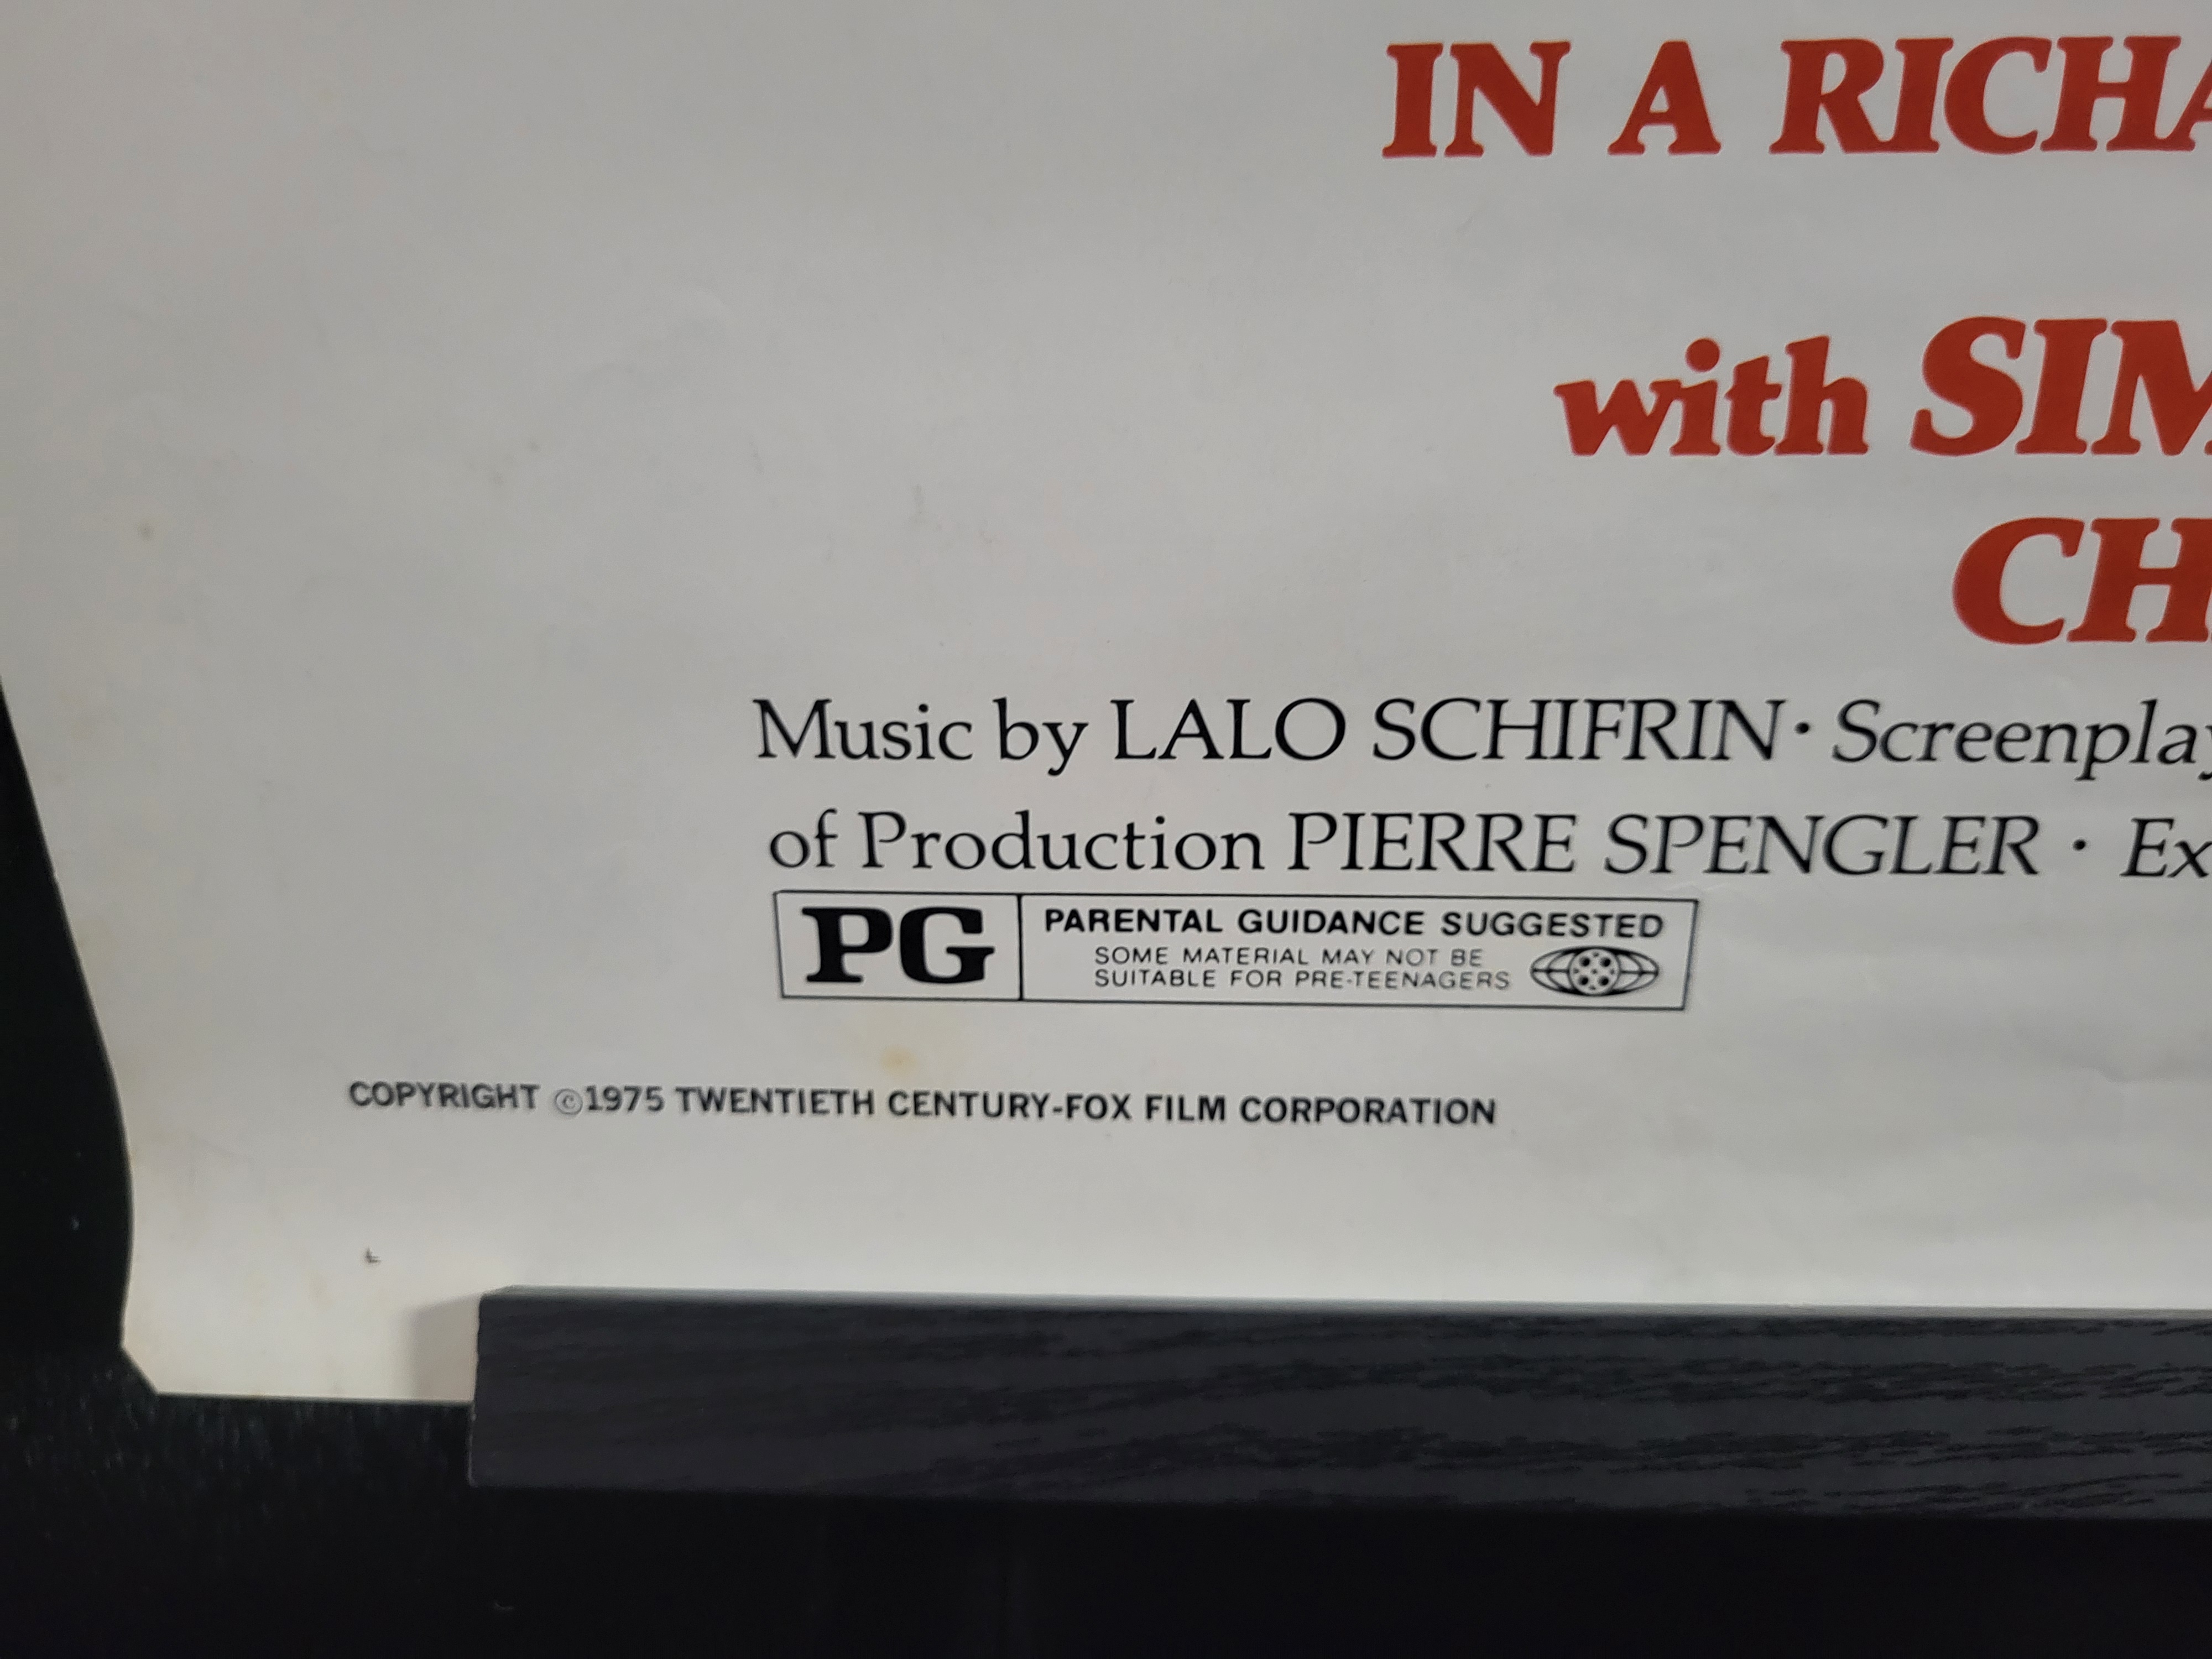 IN A RICHA
with SIM
CH
Music by LALO SCHIFRIN · Screenplay
of Production PIERRE SPENGLER · Ex
PG
PARENTAL GUIDANCE SUGGESTED
SOME MATERIAL MAY NOT BE
SUITABLE FOR PRE-TEENAGERS
COPYRIGHT ©1975 TWENTIETH CENTURY-FOX FILM CORPORATION